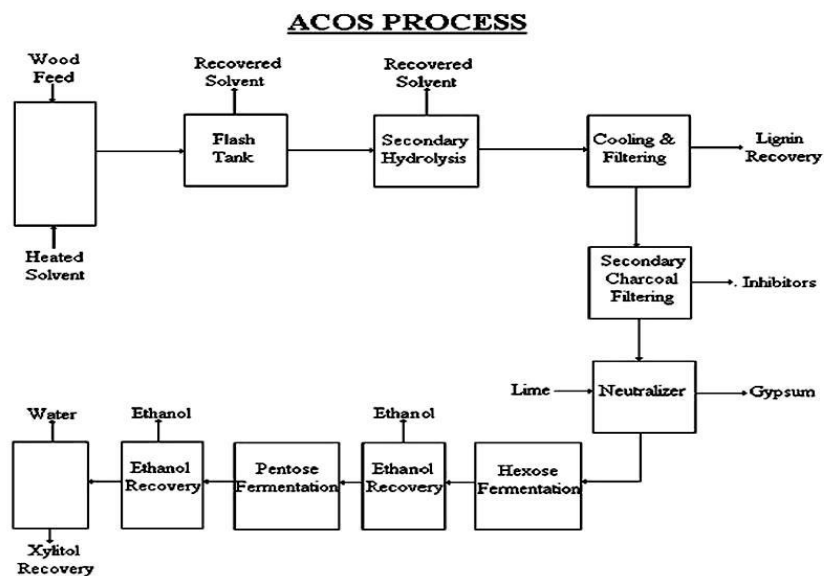 ACOS PROCESS
Wood
Feed
Recovered
Solvent
Recovered
Solvent
Flash
Tank
Secondary
Hydrolysis
Cooling &
Filtering
Lignin
Recovery
Heated
Solvent
Secondary
Charcoal
Filtering
. Inhibitors
Lime
Neutralizer
Gypsum
Water
Ethanol
Ethanol
Ethanol
Recovery
Pentose
Fermentation
Ethanol
Recovery
Hexose
Fermentation
Xylitol
Recovery